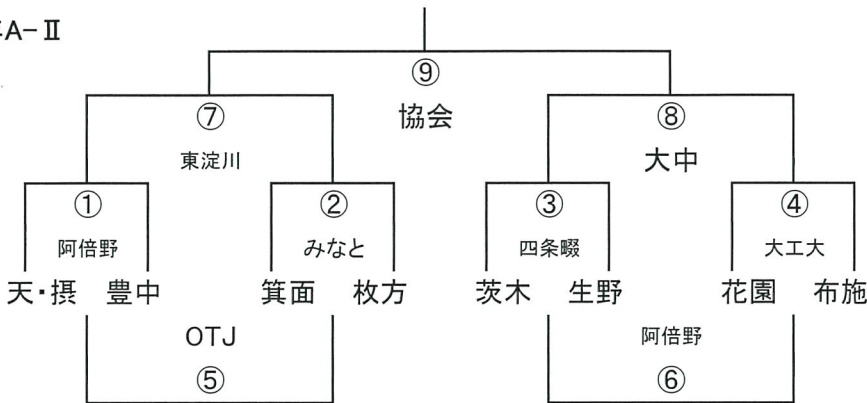 A-Ⅱ
⑨
協会
⑦ ⑧
東淀川 大中
① ② ③ ④
阿倍野 みなと 四条畷 大工大
天・摂 豊中 箕面 枚方 茨木 生野 花園 布施
OTJ 阿倍野
⑤ ⑥